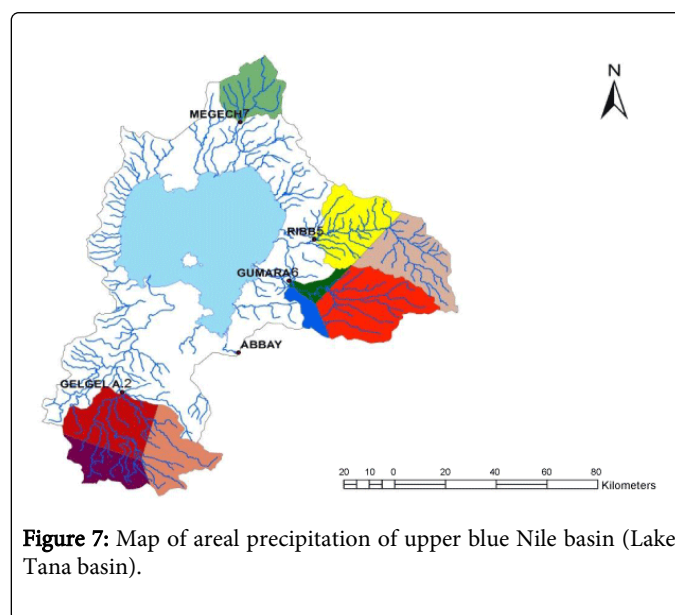 N
MEGECH7
RIBB5
GUMARA6
ABBAY
GELGEL A.2
20 10 0 20 40 60 80
Kilometers
Figure 7: Map of areal precipitation of upper blue Nile basin (Lake
Tana basin).